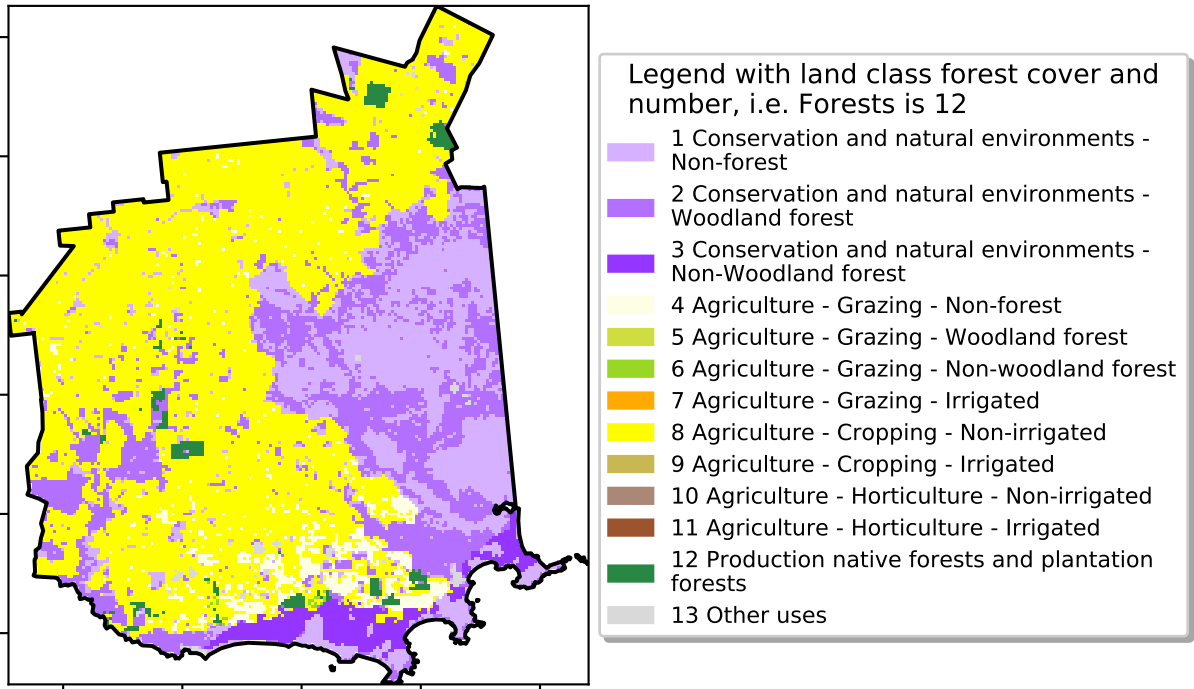 Legend with land class forest cover and
number, i.e. Forests is 12
1 Conservation and natural environments -
Non-forest
2 Conservation and natural environments -
Woodland forest
3 Conservation and natural environments -
Non-Woodland forest
4 Agriculture - Grazing - Non-forest
5 Agriculture - Grazing - Woodland forest
6 Agriculture - Grazing - Non-woodland forest
7 Agriculture - Grazing - Irrigated
8 Agriculture - Cropping - Non-irrigated
9 Agriculture - Cropping - Irrigated
10 Agriculture - Horticulture - Non-irrigated
11 Agriculture - Horticulture - Irrigated
12 Production native forests and plantation
forests
13 Other uses